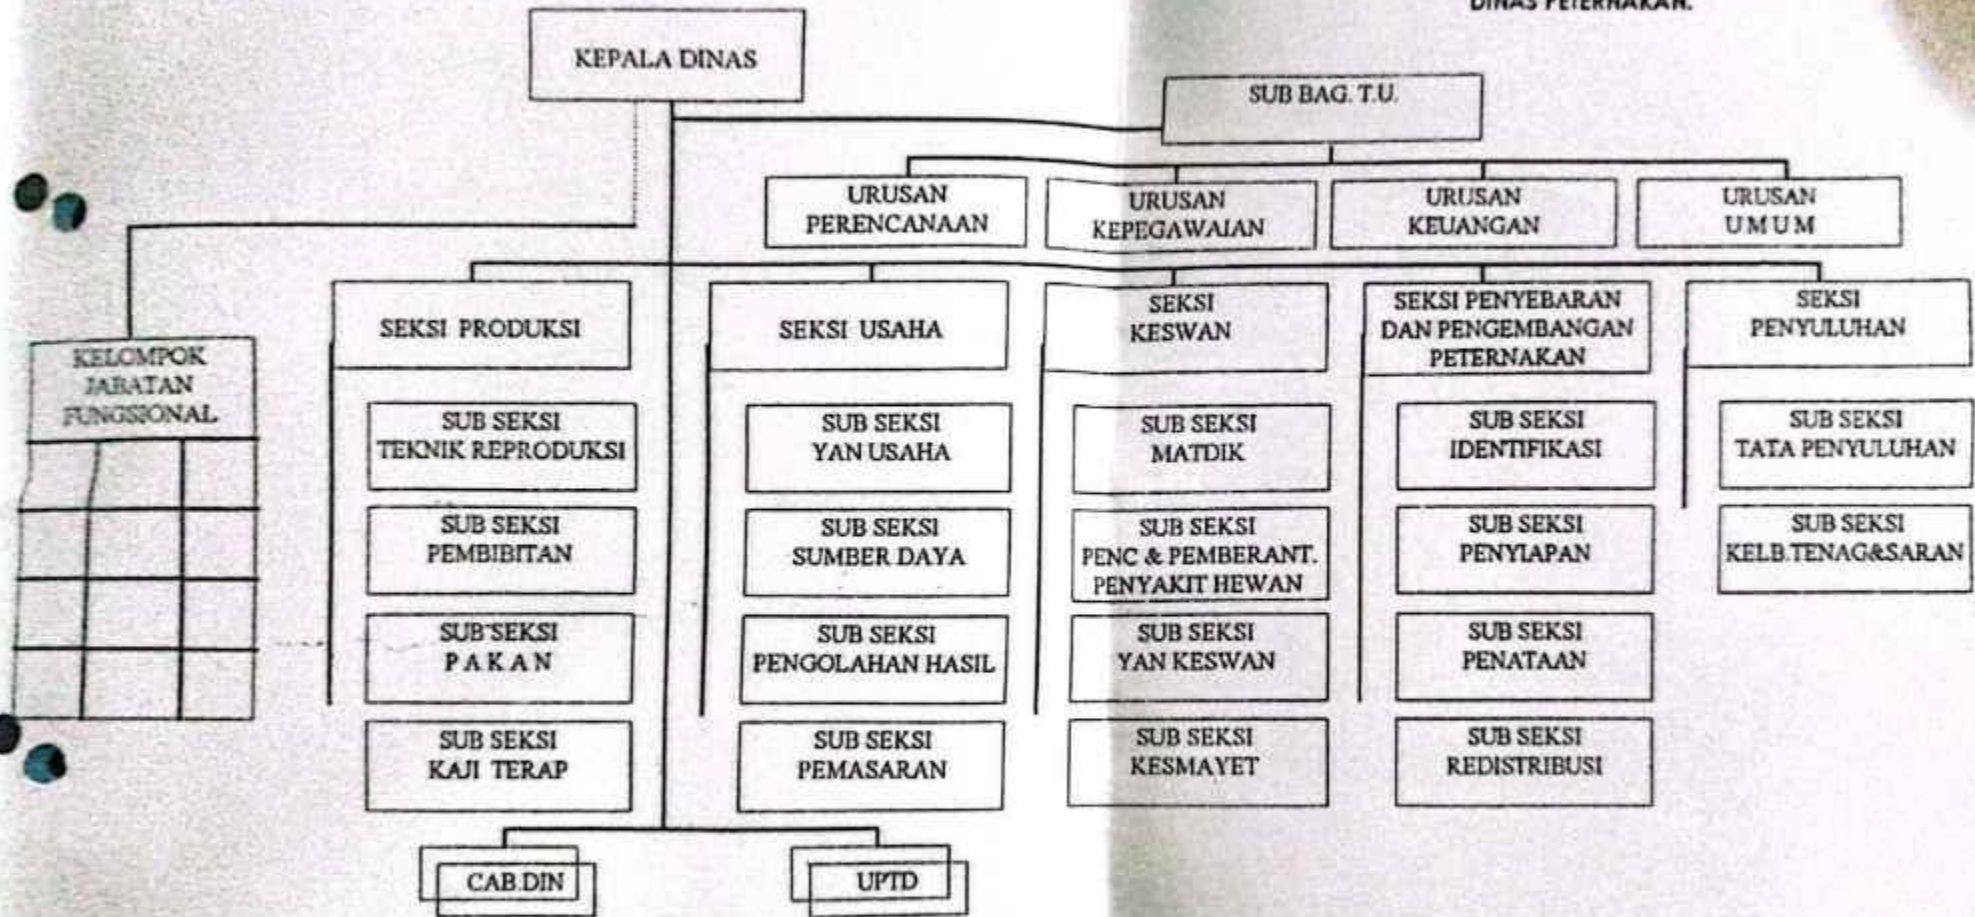 DINAS PETERNAKAN.
KEPALA DINAS
SUB BAG. T.U.
URUSAN
PERENCANAAN
URUSAN
KEPEGAWAIAN
URUSAN
KEUANGAN
URUSAN
U M U M
KELOMPOK
JABATAN
FUNGSIONAL
SEKSI PRODUKSI
SUB SEKSI
TEKNIK REPRODUKSI
SUB SEKSI
PEMBIBITAN
SUB SEKSI
P A K A N
SUB SEKSI
KAJI TERAP
SEKSI USAHA
SUB SEKSI
YAN USAHA
SUB SEKSI
SUMBER DAYA
SUB SEKSI
PENGOLAHAN HASIL
SUB SEKSI
PEMASARAN
SEKSI
KESWAN
SUB SEKSI
MATDIK
SUB SEKSI
PENC & PEMBERANT.
PENYAKIT HEWAN
SUB SEKSI
YAN KESWAN
SUB SEKSI
KESMAVET
SEKSI PENYEBARAN
DAN PENGEMBANGAN
PETERNAKAN
SUB SEKSI
IDENTIFIKASI
SUB SEKSI
PENYIAPAN
SUB SEKSI
PENATAAN
SUB SEKSI
REDISTRIBUSI
SEKSI
PENYULUHAN
SUB SEKSI
TATA PENYULUHAN
SUB SEKSI
KELB.TENAG&SARAN
CAB.DIN
UPTD